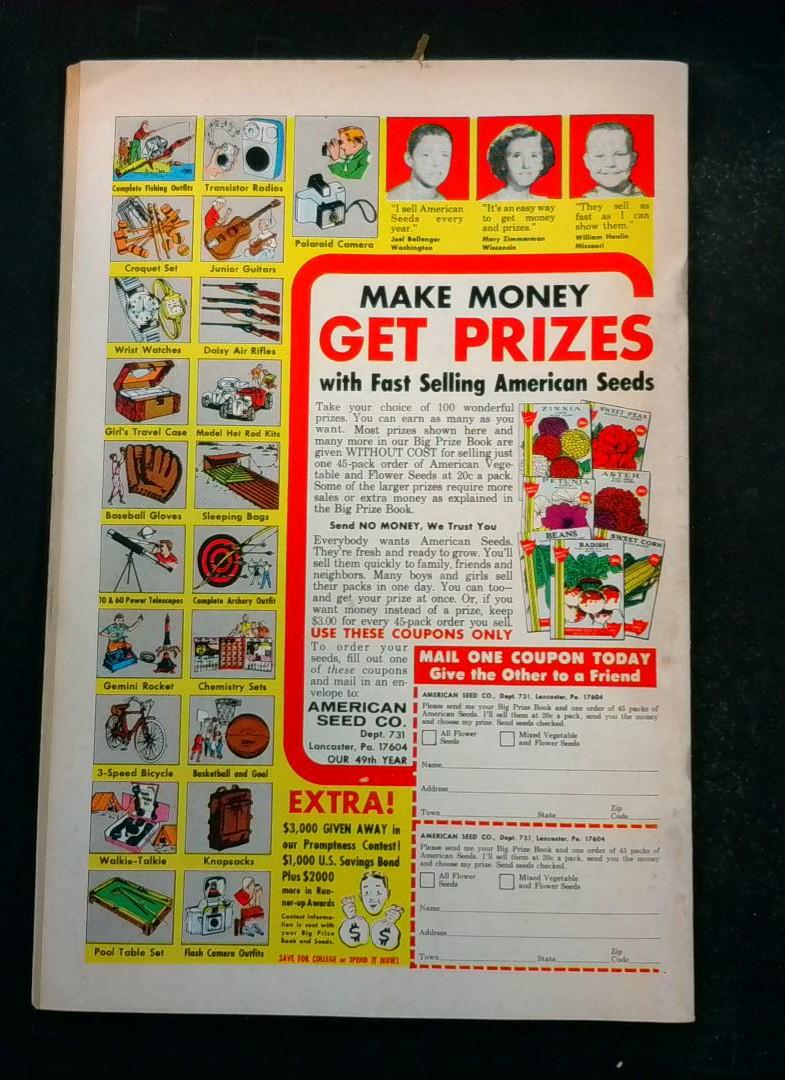 Complete Fishing Outfits
Transistor Radios
Polaroid Camera
"I sell American
Seeds every
year."
Joel Ballenger
Washington
"It's an easy way
to get money
and prizes."
Mary Zimmerman
Wisconsin
"They sell as
fast as I can
show them."
William Hamlin
Missouri
Croquet Set
Junior Guitars
Wrist Watches
Daisy Air Rifles
Girl's Travel Case
Model Hot Rod Kits
Baseball Gloves
Sleeping Bags
10 & 60 Power Telescopes
Complete Archery Outfit
Gemini Rocket
Chemistry Sets
3-Speed Bicycle
Basketball and Goal
Walkie-Talkie
Knapsacks
Pool Table Set
Flash Camera Outfits
MAKE MONEY
GET PRIZES
with Fast Selling American Seeds
Take your choice of 100 wonderful
prizes. You can earn as many as you
want. Most prizes shown here and
many more in our Big Prize Book are
given WITHOUT COST for selling just
one 45-pack order of American Vege-
table and Flower Seeds at 20c a pack.
Some of the larger prizes require more
sales or extra money as explained in
the Big Prize Book.
Send NO MONEY, We Trust You
Everybody wants American Seeds.
They're fresh and ready to grow. You'll
sell them quickly to family, friends and
neighbors. Many boys and girls sell
their packs in one day. You can too—
and get your prize at once. Or, if you
want money instead of a prize, keep
$3.00 for every 45-pack order you sell.
USE THESE COUPONS ONLY
To order your
seeds, fill out one
of these coupons
and mail in an en-
velope to:
AMERICAN
SEED CO.
Dept. 731
Lancaster, Pa. 17604
OUR 49th YEAR
ZINNIA
SWEET PEAS
PETUNIA
ASTER
BEANS
RADISH
SWEET CORN
MAIL ONE COUPON TODAY
Give the Other to a Friend
AMERICAN SEED CO., Dept. 731, Lancaster, Pa. 17604
Please send me your Big Prize Book and one order of 45 packs of
American Seeds. I'll sell them at 20c a pack, send you the money
and choose my prize. Send seeds checked.
All Flower
Seeds
Mixed Vegetable
and Flower Seeds
Name
Address
Town State Zip
Code
AMERICAN SEED CO., Dept. 731, Lancaster, Pa. 17604
Please send me your Big Prize Book and one order of 45 packs of
American Seeds. I'll sell them at 20c a pack, send you the money
and choose my prize. Send seeds checked.
All Flower
Seeds
Mixed Vegetable
and Flower Seeds
Name
Address
Town State Zip
Code
EXTRA!
$3,000 GIVEN AWAY in
our Promptness Contest!
$1,000 U.S. Savings Bond
Plus $2000
more in Run-
ner-up Awards
Contest informa-
tion is sent with
your Big Prize
Book and Seeds.
$ $
SAVE FOR COLLEGE or SPEND IT NOW!